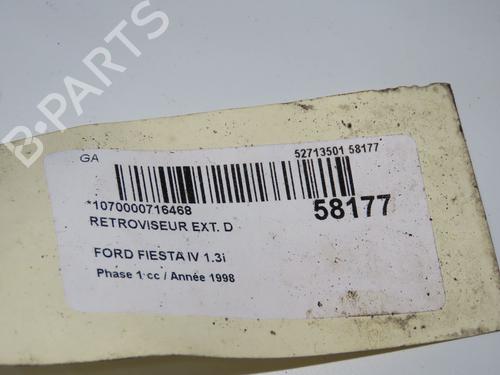 B-PARTS
GA
52713501 58177
*1070000716468
58177
RETROVISEUR EXT. D
FORD FIESTA IV 1.3i
Phase 1 cc / Année 1998